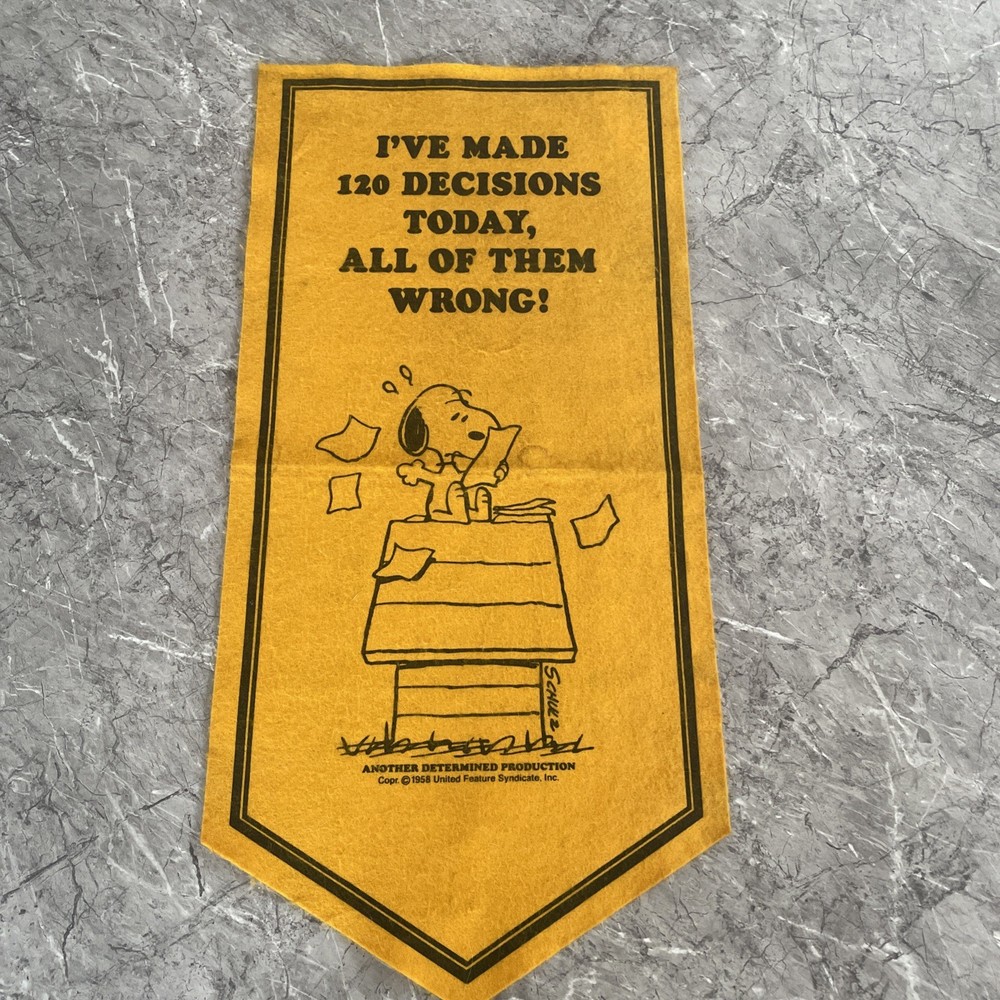 I'VE MADE
120 DECISIONS
TODAY,
ALL OF THEM
WRONG!
SCHULZ
ANOTHER DETERMINED PRODUCTION
Copr. ©1958 United Feature Syndicate, Inc.